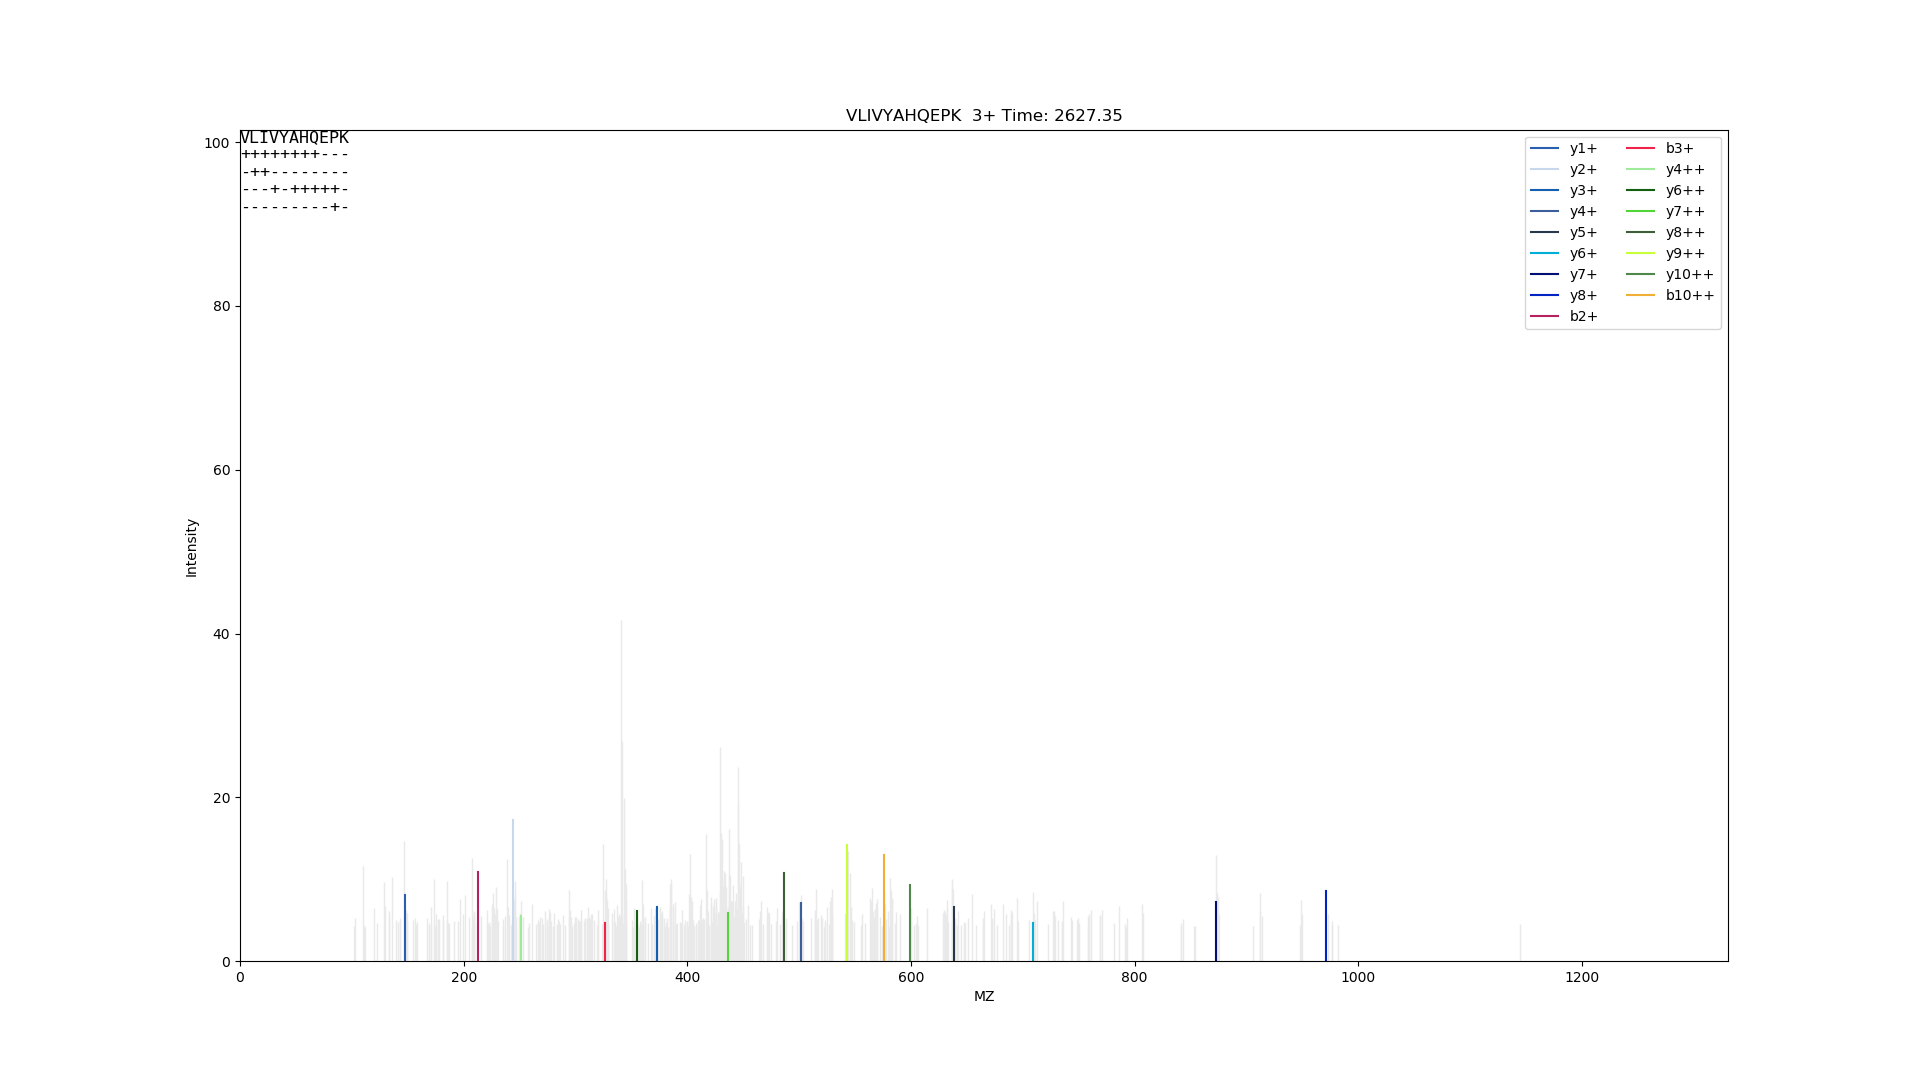 VLIVYAHQEPK  3+ Time: 2627.35
VLIVYAHQEPK
++++++++---
-++--------
---+-+++++-
---------+-
100
80
60
40
20
0
Intensity
0 200 400 600 800 1000 1200
MZ
y1+
y2+
y3+
y4+
y5+
y6+
y7+
y8+
b2+
b3+
y4++
y6++
y7++
y8++
y9++
y10++
b10++